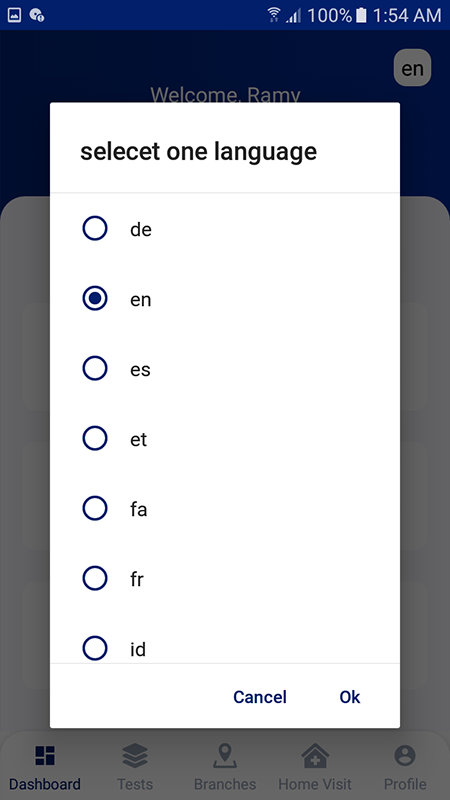 100% 1:54 AM
en
Welcome, Ramy
selecet one language
de
en
es
et
fa
fr
id
Cancel Ok
Dashboard Tests Branches Home Visit Profile